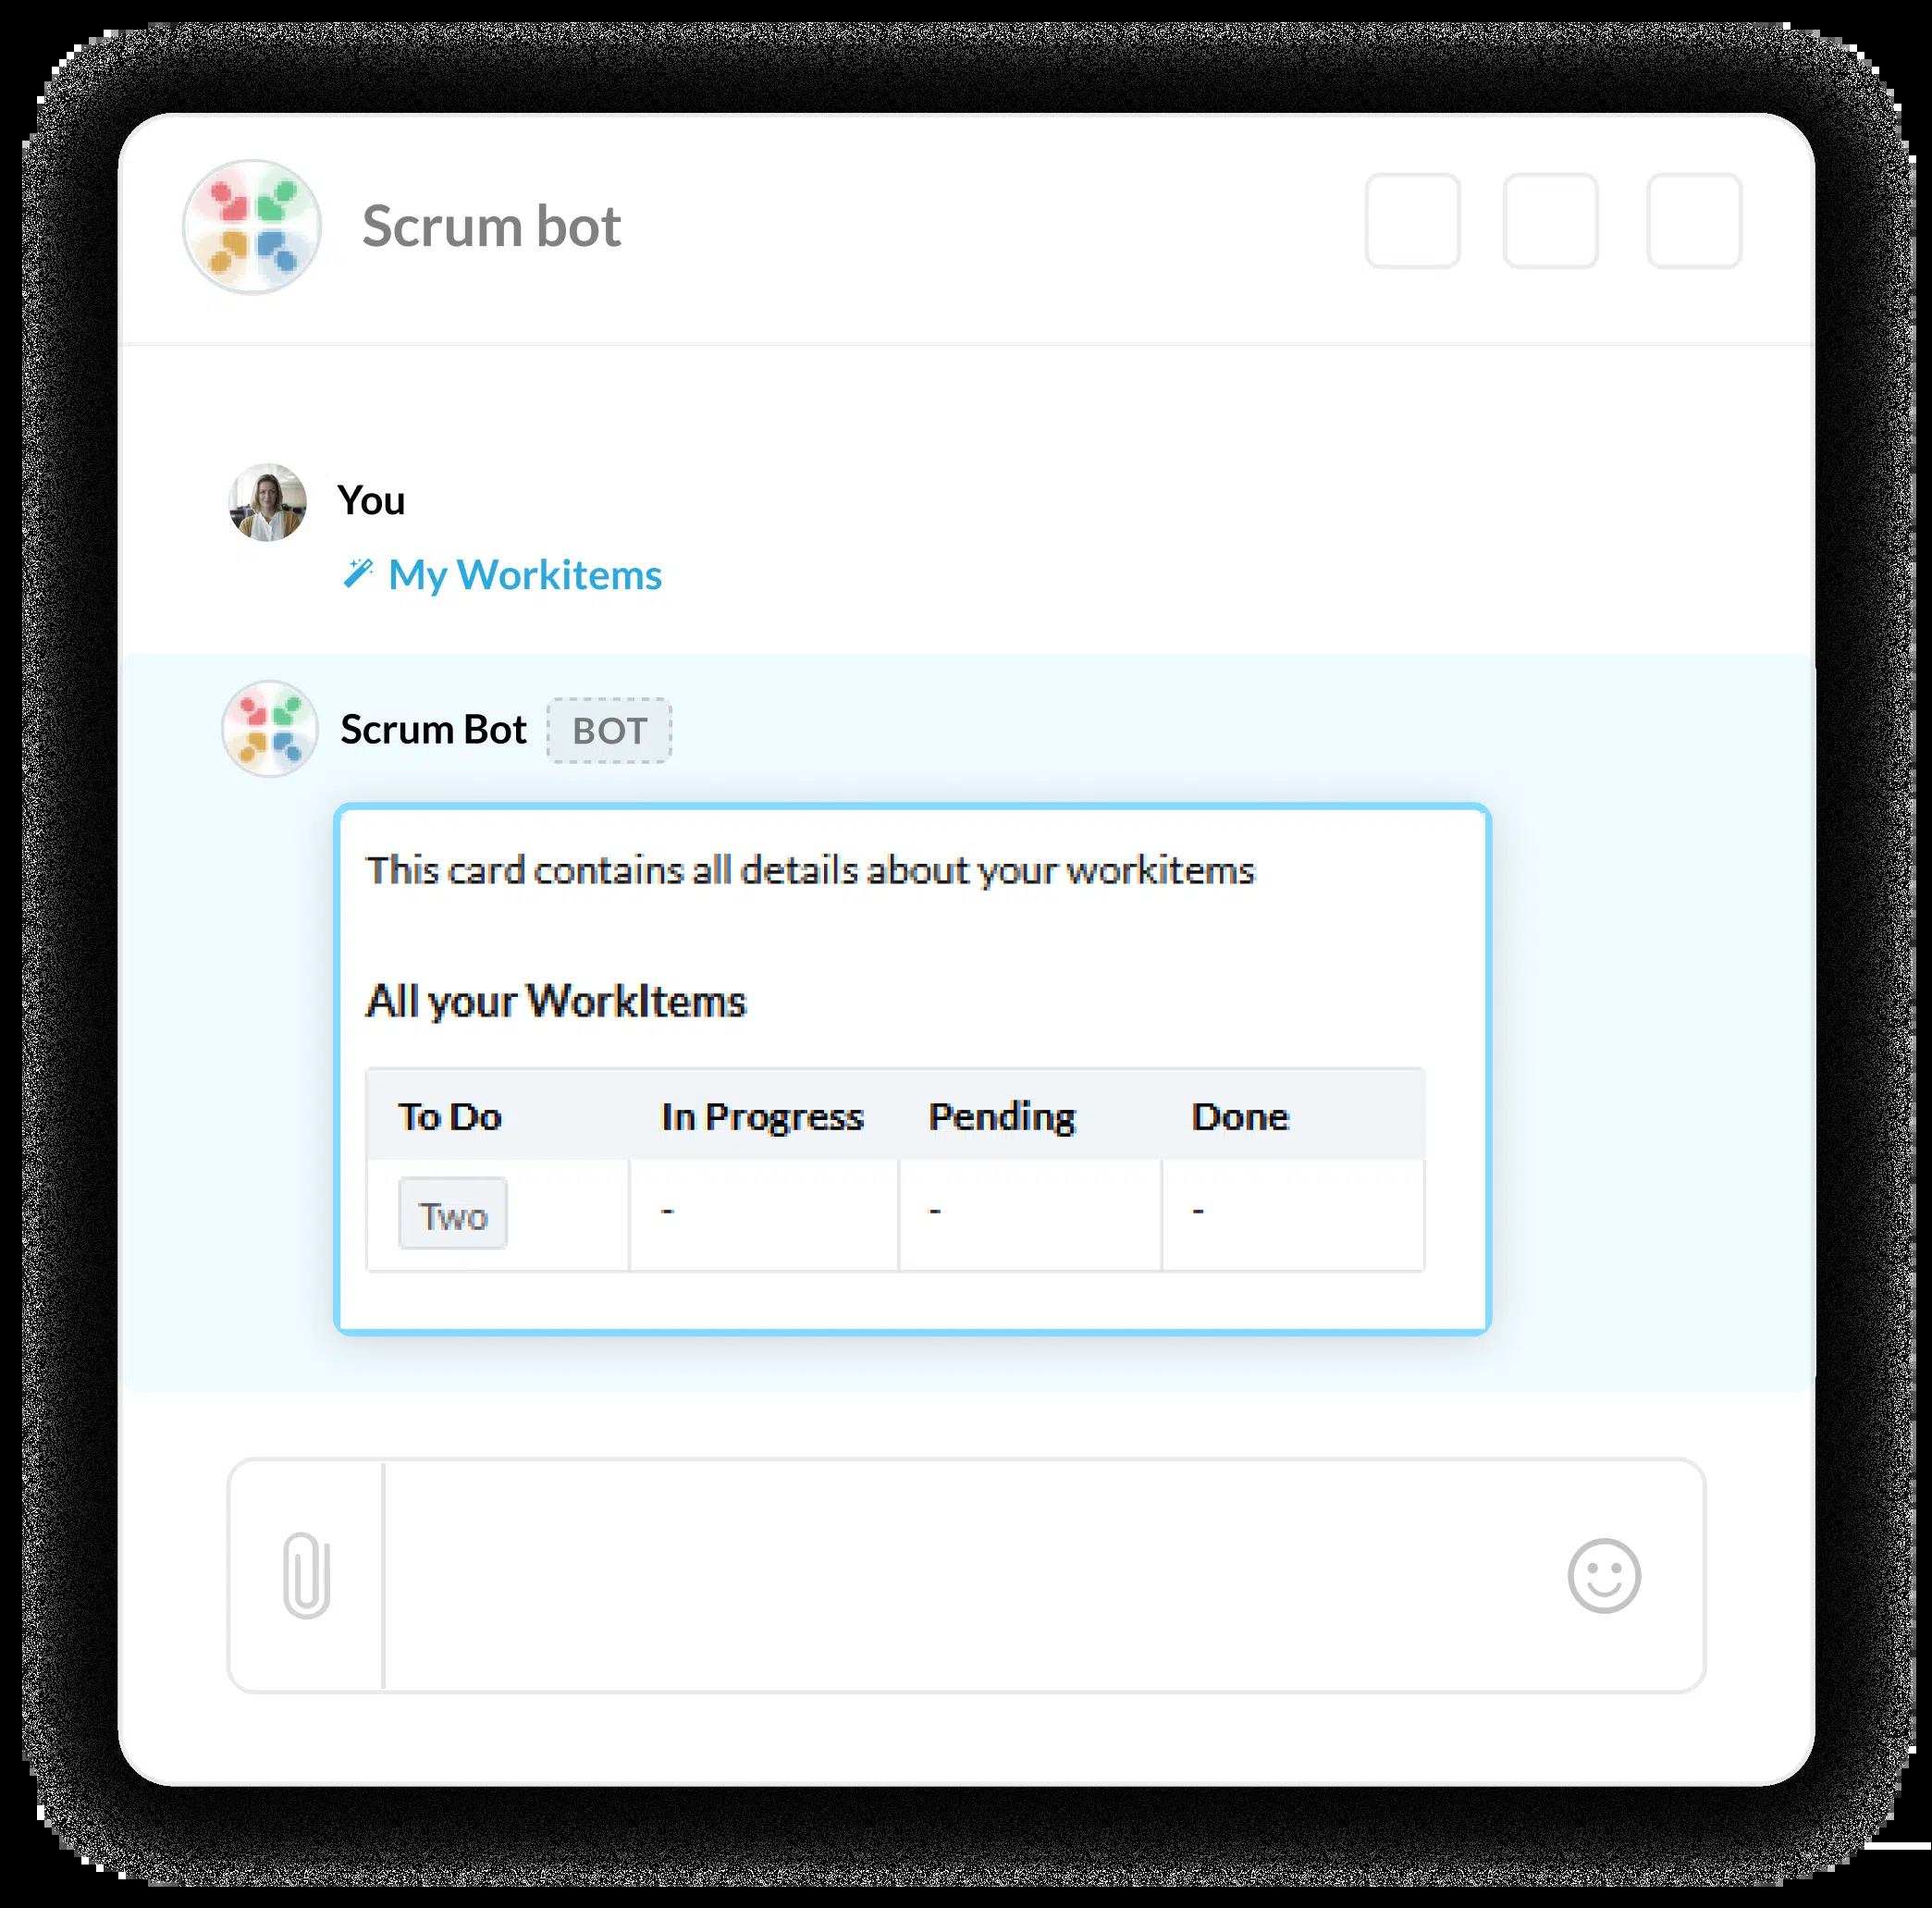 Scrum bot
You
My Workitems
Scrum Bot BOT
This card contains all details about your workitems
All your WorkItems
To Do In Progress Pending Done
Two - - -